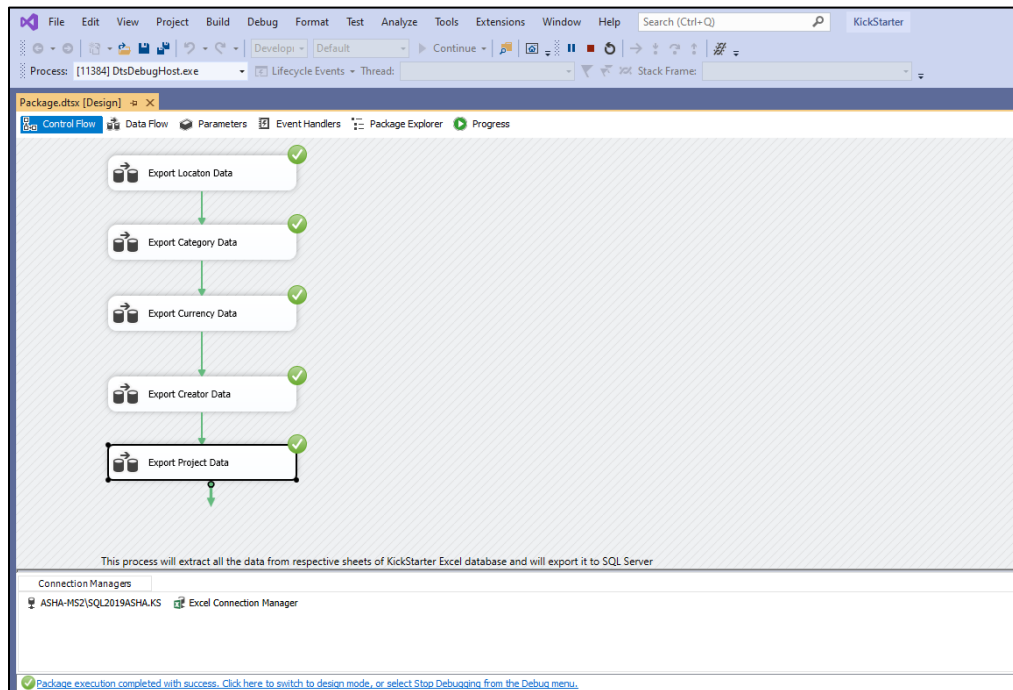 File Edit View Project Build Debug Format Test Analyze Tools Extensions Window Help Search (Ctrl+Q) KickStarter
Develop Default Continue
Process: [11384] DtsDebugHost.exe Lifecycle Events Thread: Stack Frame:
Package.dtsx [Design]
Control Flow Data Flow Parameters Event Handlers Package Explorer Progress
Export Locaton Data
Export Category Data
Export Currency Data
Export Creator Data
Export Project Data
This process will extract all the data from respective sheets of KickStarter Excel database and will export it to SQL Server
Connection Managers
ASHA-MS2\SQL2019ASHA.KS Excel Connection Manager
Package execution completed with success. Click here to switch to design mode, or select Stop Debugging from the Debug menu.